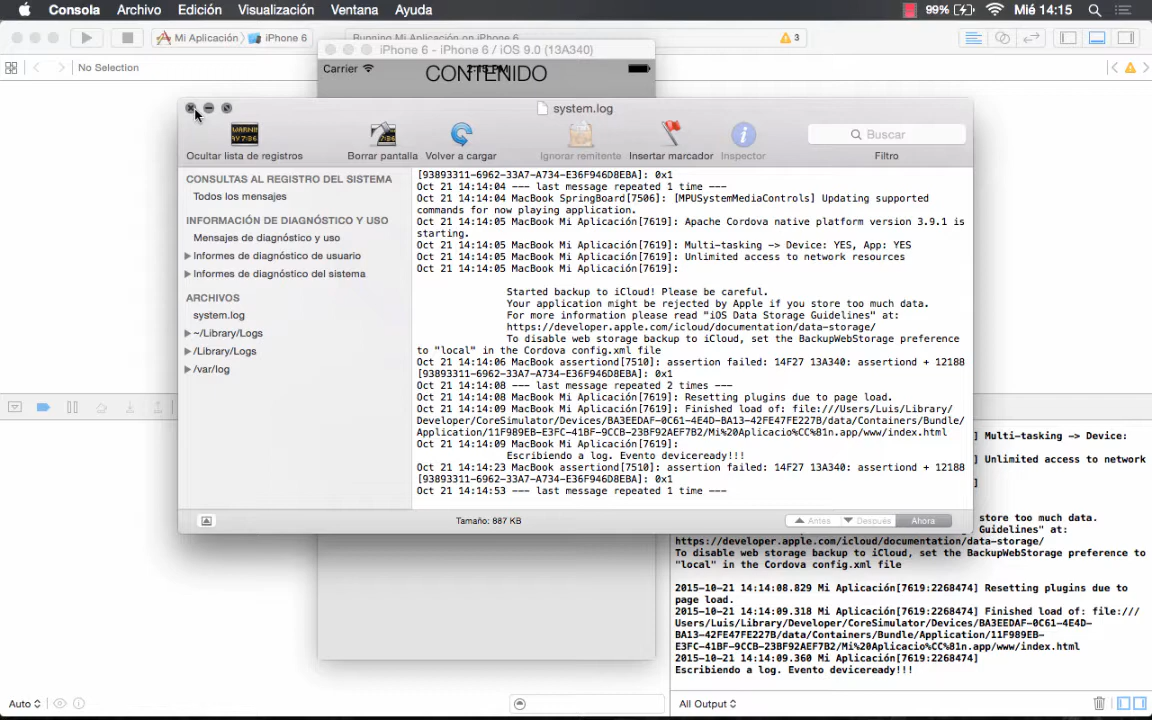 Consola Archivo Edición Visualización Ventana Ayuda 99% Mié 14:15
Mi Aplicación iPhone 6 Running Mi Aplicación on iPhone 6 3
iPhone 6 - iPhone 6 / iOS 9.0 (13A340)
No Selection
Carrier
CONTENIDO
system.log
WARNI
AY 7:36
7:36
Ocultar lista de registros Borrar pantalla Volver a cargar Ignorar remitente Insertar marcador Inspector Filtro
Buscar
CONSULTAS AL REGISTRO DEL SISTEMA
Todos los mensajes
INFORMACIÓN DE DIAGNÓSTICO Y USO
Mensajes de diagnóstico y uso
Informes de diagnóstico de usuario
Informes de diagnóstico del sistema
ARCHIVOS
system.log
~/Library/Logs
/Library/Logs
/var/log
[93893311-6962-33A7-A734-E36F946D8EBA]: 0x1
Oct 21 14:14:04 --- last message repeated 1 time ---
Oct 21 14:14:04 MacBook SpringBoard[7506]: [MPUSystemMediaControls] Updating supported
commands for now playing application.
Oct 21 14:14:05 MacBook Mi Aplicación[7619]: Apache Cordova native platform version 3.9.1 is
starting.
Oct 21 14:14:05 MacBook Mi Aplicación[7619]: Multi-tasking -> Device: YES, App: YES
Oct 21 14:14:05 MacBook Mi Aplicación[7619]: Unlimited access to network resources
Oct 21 14:14:05 MacBook Mi Aplicación[7619]:
Started backup to iCloud! Please be careful.
Your application might be rejected by Apple if you store too much data.
For more information please read "iOS Data Storage Guidelines" at:
https://developer.apple.com/icloud/documentation/data-storage/
To disable web storage backup to iCloud, set the BackupWebStorage preference
to "local" in the Cordova config.xml file
Oct 21 14:14:06 MacBook assertiond[7510]: assertion failed: 14F27 13A340: assertiond + 12188
[93893311-6962-33A7-A734-E36F946D8EBA]: 0x1
Oct 21 14:14:08 --- last message repeated 2 times ---
Oct 21 14:14:08 MacBook Mi Aplicación[7619]: Resetting plugins due to page load.
Oct 21 14:14:09 MacBook Mi Aplicación[7619]: Finished load of: file:///Users/Luis/Library/
Developer/CoreSimulator/Devices/BA3EEDAF-0C61-4E4D-BA13-42FE47FE227B/data/Containers/Bundle/
Application/11F989EB-E3FC-41BF-9CCB-23BF92AEF7B2/Mi%20Aplicacio%CC%81n.app/www/index.html
Oct 21 14:14:09 MacBook Mi Aplicación[7619]:
Escribiendo a log. Evento deviceready!!!
Oct 21 14:14:23 MacBook assertiond[7510]: assertion failed: 14F27 13A340: assertiond + 12188
[93893311-6962-33A7-A734-E36F946D8EBA]: 0x1
Oct 21 14:14:53 --- last message repeated 1 time ---
Tamaño: 887 KB
Antes Después Ahora
] Multi-tasking -> Device:
] Unlimited access to network
]
store too much data.
Guidelines" at:
https://developer.apple.com/icloud/documentation/data-storage/
To disable web storage backup to iCloud, set the BackupWebStorage preference to
"local" in the Cordova config.xml file
2015-10-21 14:14:08.829 Mi Aplicación[7619:2268474] Resetting plugins due to
page load.
2015-10-21 14:14:09.318 Mi Aplicación[7619:2268474] Finished load of: file:///
Users/Luis/Library/Developer/CoreSimulator/Devices/BA3EEDAF-0C61-4E4D-
BA13-42FE47FE227B/data/Containers/Bundle/Application/11F989EB-
E3FC-41BF-9CCB-23BF92AEF7B2/Mi%20Aplicacio%CC%81n.app/www/index.html
2015-10-21 14:14:09.360 Mi Aplicación[7619:2268474]
Escribiendo a log. Evento deviceready!!!
Auto
All Output